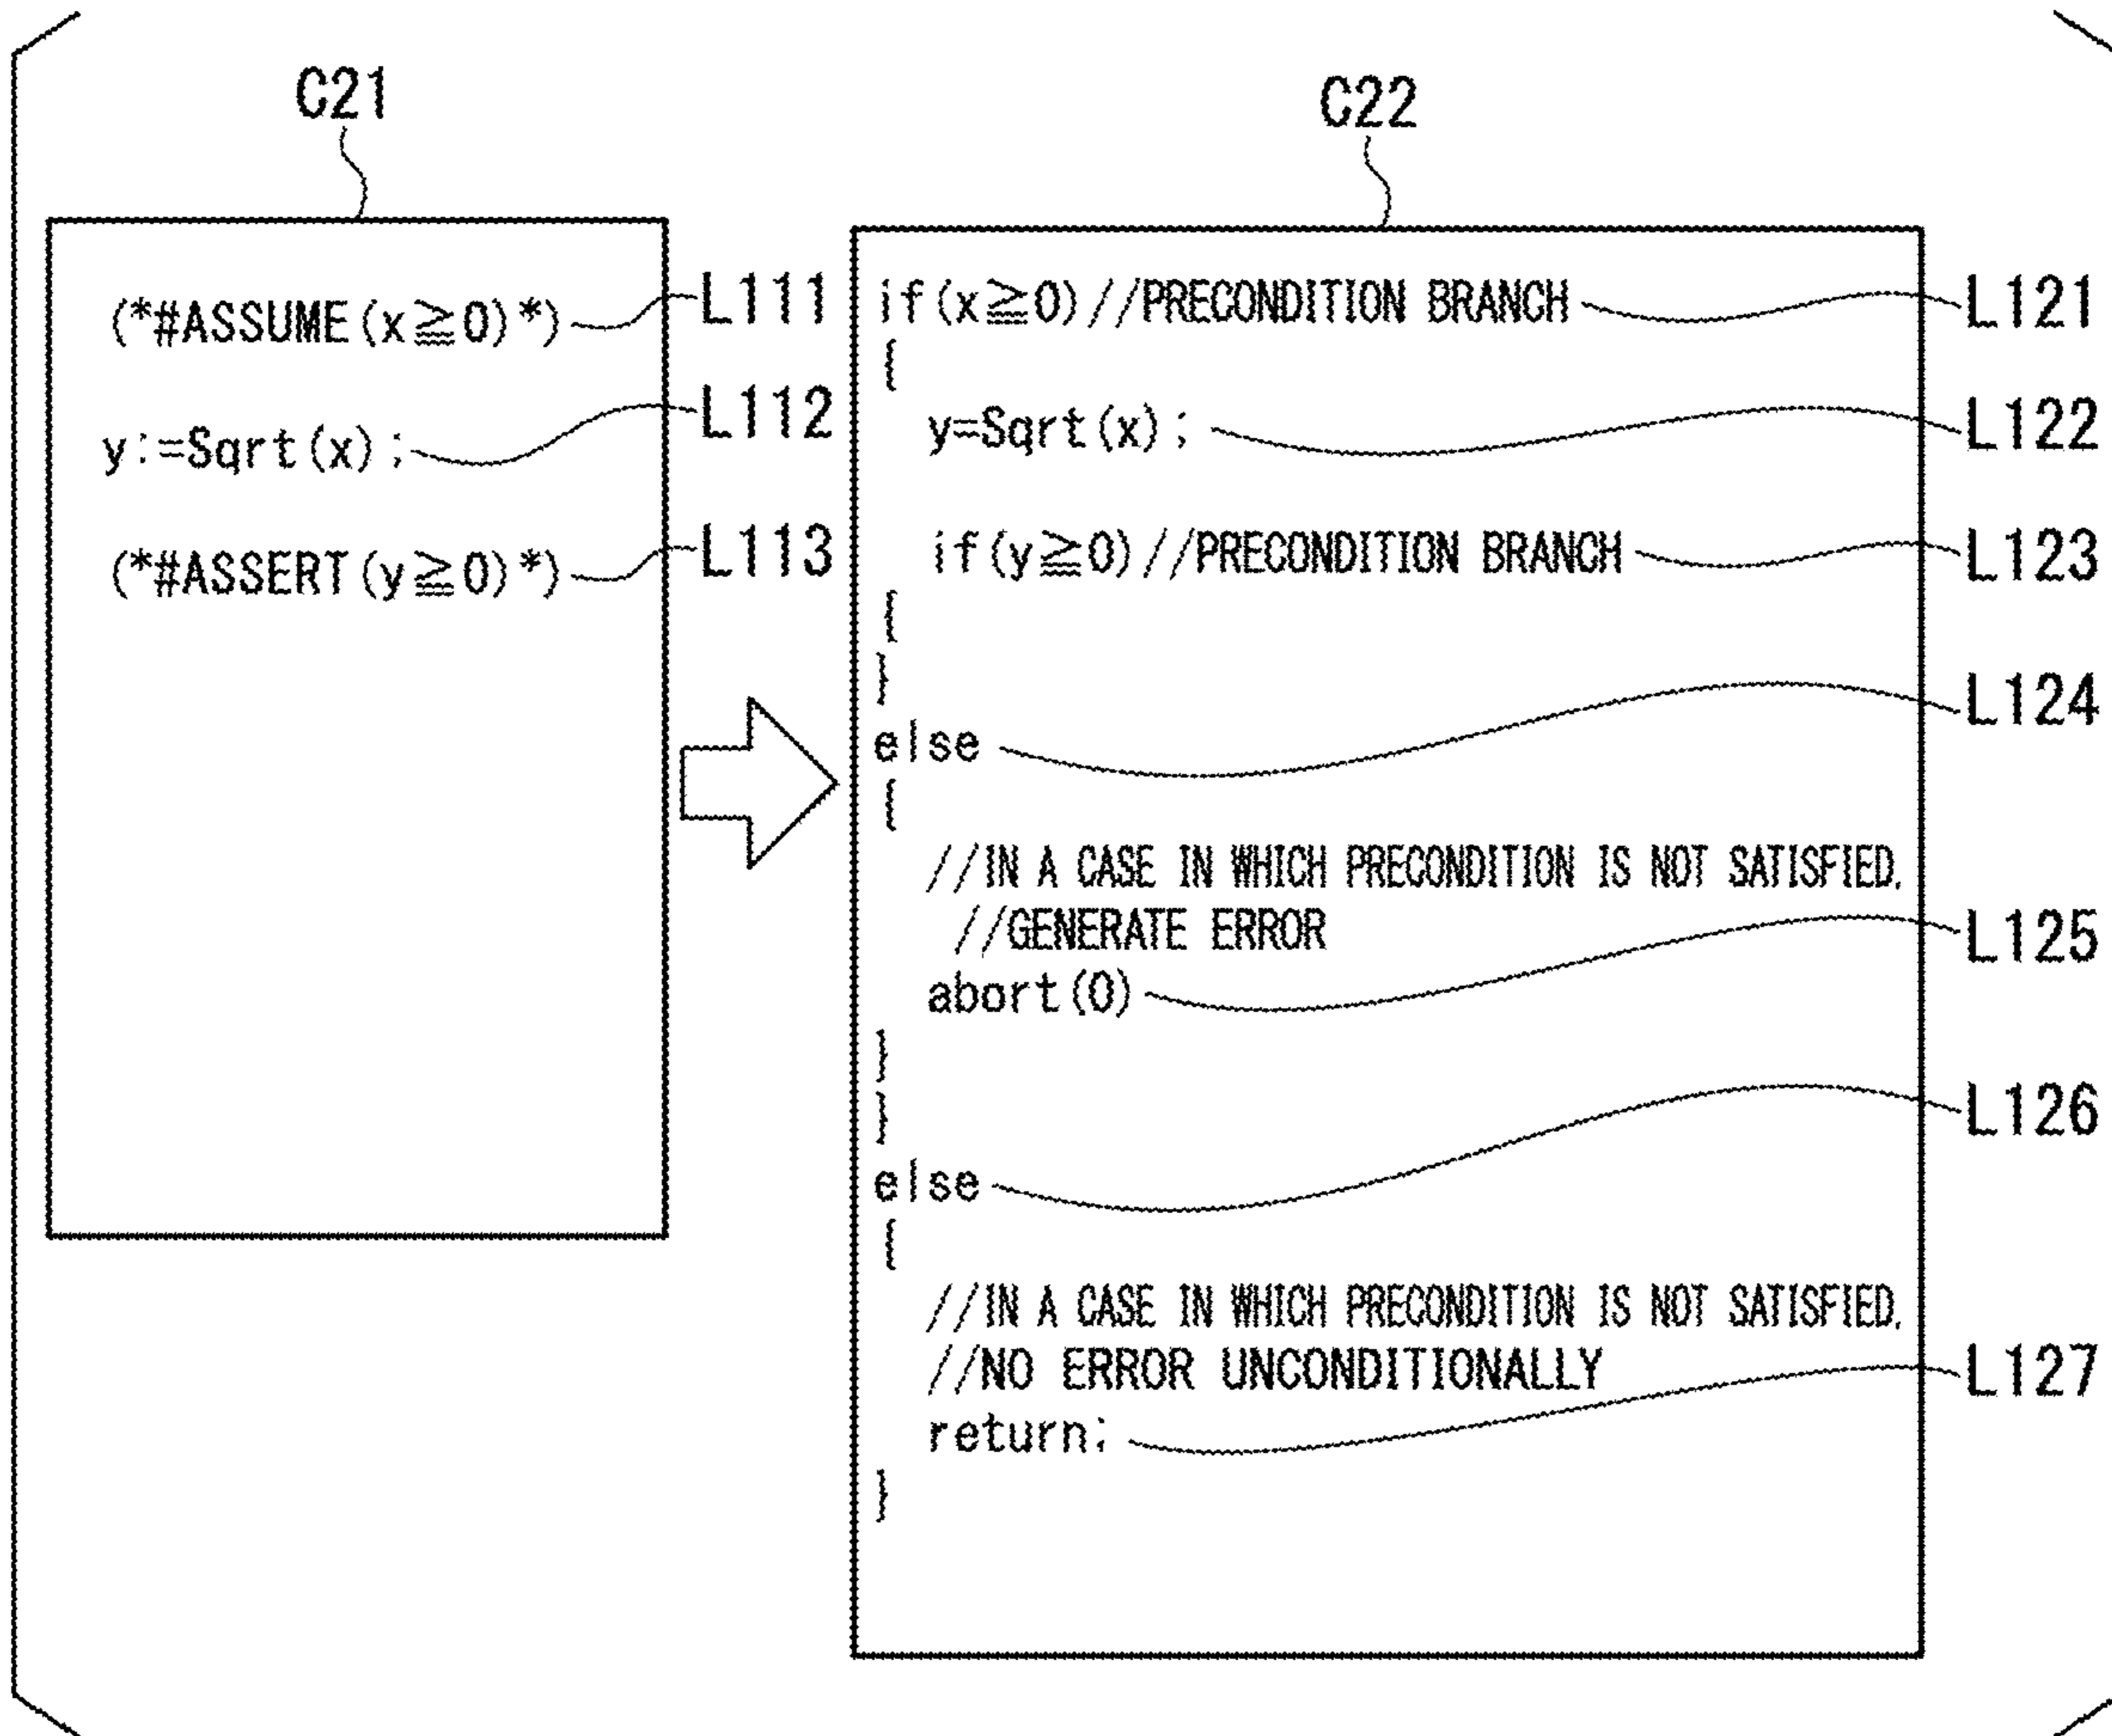 C21
(*#ASSUME(x≧0)*) L111
y:=Sqrt(x); L112
(*#ASSERT(y≧0)*) L113
C22
if(x≧0)//PRECONDITION BRANCH L121
{
y=Sqrt(x); L122
if(y≧0)//PRECONDITION BRANCH L123
{
}
else L124
{
//IN A CASE IN WHICH PRECONDITION IS NOT SATISFIED,
//GENERATE ERROR
abort(0) L125
}
}
else L126
{
//IN A CASE IN WHICH PRECONDITION IS NOT SATISFIED,
//NO ERROR UNCONDITIONALLY
return; L127
}